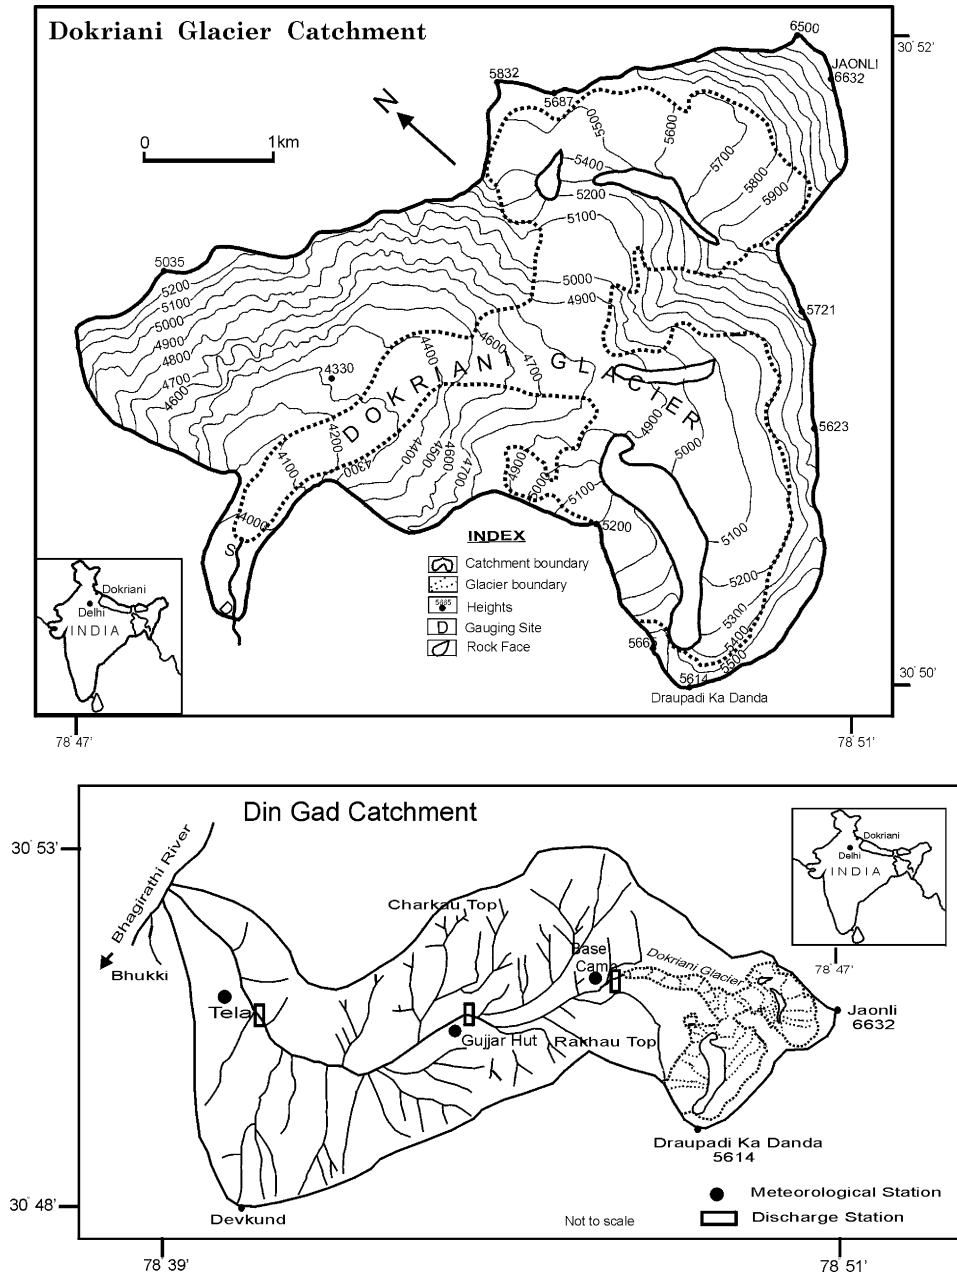 Dokriani Glacier Catchment
6500
30° 52'
JAONLI
6632
5832
5687
N
0 1km
5500
5600
5700
5800
5900
5400
5200
5100
5035
5200
5100
5000
4900
4800
4700
4600
5000
4900
5721
4330
4400
4600
4700
DOKRIANI GLACIER
4200
4100
4300
4400
4500
4600
4700
4900
5000
4900
5000
5623
5100
5200
4000
S
D
5100
5200
5300
5400
5500
5614
Draupadi Ka Danda
30° 50'
INDEX
Catchment boundary
Glacier boundary
Heights
D Gauging Site
Rock Face
Dokriani
Delhi
INDIA
78° 47'
78° 51'
Din Gad Catchment
30° 53'
Bhagirathi River
Charkau Top
Bhukki
Base
Camp
Dokriani Glacier
Tela
Gujjar Hut
Rakhau Top
Jaonli
6632
Dokriani
Delhi
INDIA
78° 47'
Draupadi Ka Danda
5614
30° 48'
Devkund
Not to scale
Meteorological Station
Discharge Station
78° 39'
78° 51'